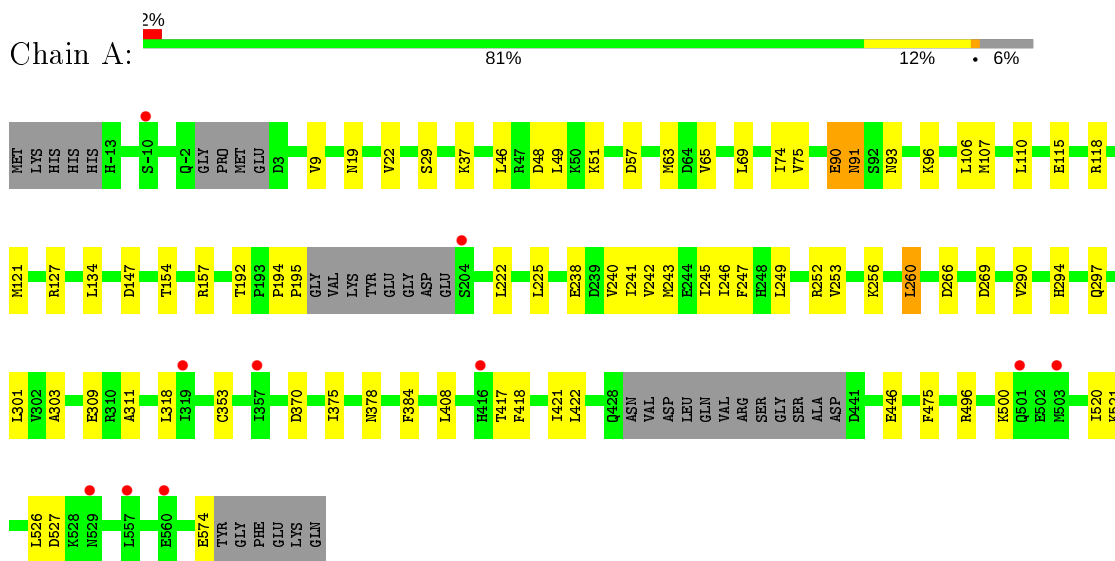 2%
Chain A:
81% 12% • 6%
MET LYS HIS HIS HIS H-13 S-10 Q-2 GLY PRO MET GLU D3 V9 N19 V22 S29 K37 L46 R47 D48 L49 K50 K51 D57 M63 D64 V65 L69 I74 V75 E90 N91 S92 N93 K96 L106 M107 L110 E115 R118
M121 R127 L134 D147 T154 R157 T192 P193 P194 P195 GLY VAL LYS TYR GLU GLY ASP GLU S204 L222 L225 E238 D239 V240 I241 V242 M243 E244 I245 I246 F247 H248 L249 R252 V253 K256 L260 D266 D269 V290 H294 Q297
L301 V302 A303 E309 R310 A311 L318 I319 C353 I357 D370 I375 N378 F384 L408 H416 T417 F418 I421 L422 Q428 ASN VAL ASP LEU GLN VAL ARG SER GLY SER ALA ASP D441 E446 F475 R496 K500 Q501 E502 M503 I520
L526 D527 K528 N529 L557 E560 E574 TYR GLY PHE GLU LYS GLN